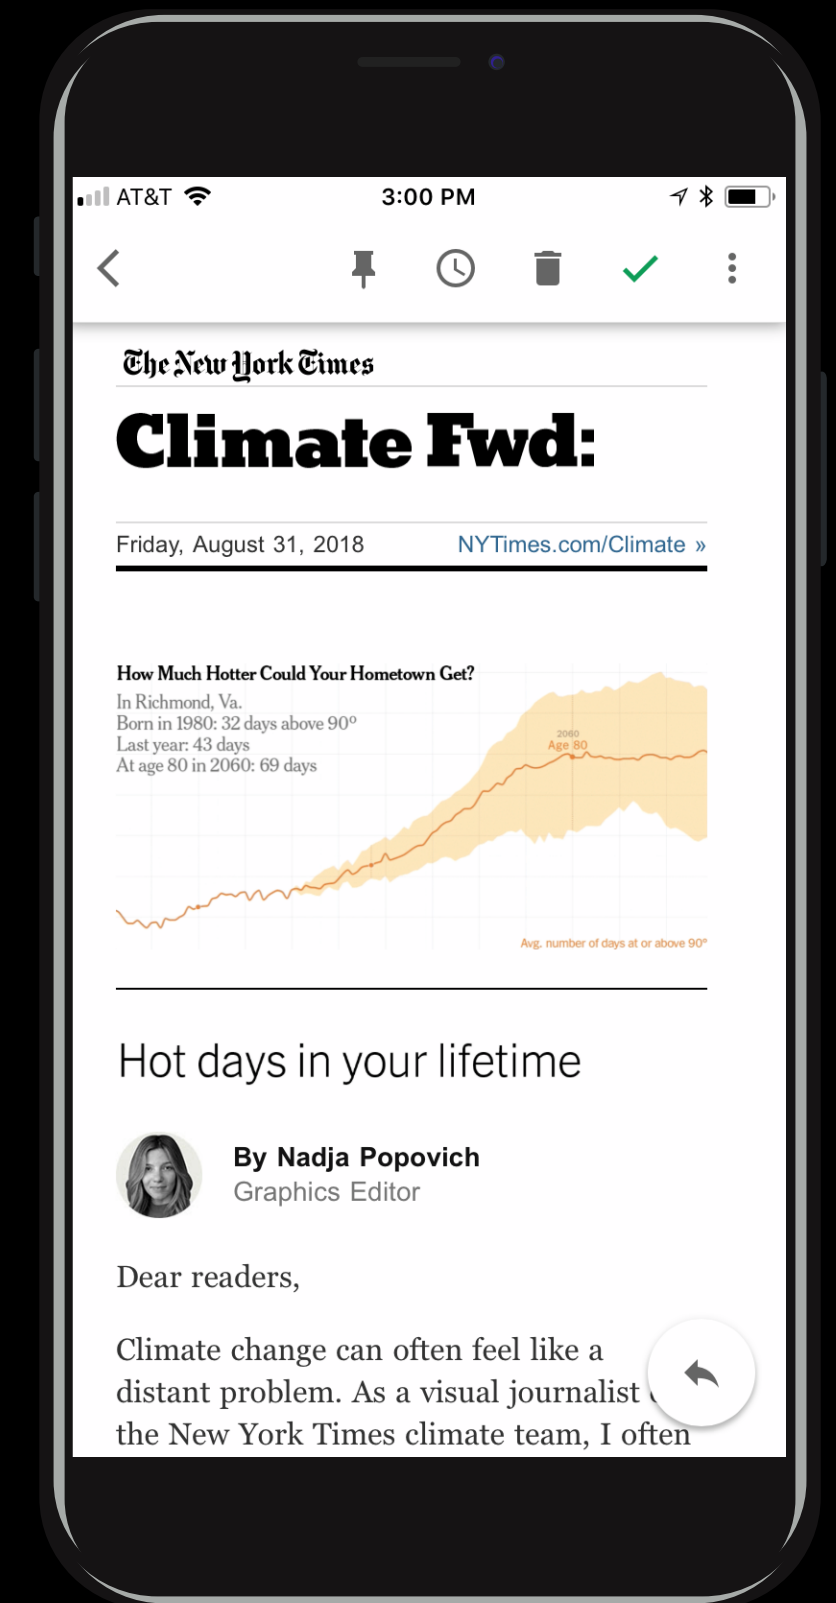 AT&T 3:00 PM
The New York Times
Climate Fwd:
Friday, August 31, 2018 NYTimes.com/Climate »
How Much Hotter Could Your Hometown Get?
In Richmond, Va.
Born in 1980: 32 days above 90º
Last year: 43 days
At age 80 in 2060: 69 days
2060
Age 80
Avg. number of days at or above 90º
Hot days in your lifetime
By Nadja Popovich
Graphics Editor
Dear readers,
Climate change can often feel like a
distant problem. As a visual journalist
the New York Times climate team, I often